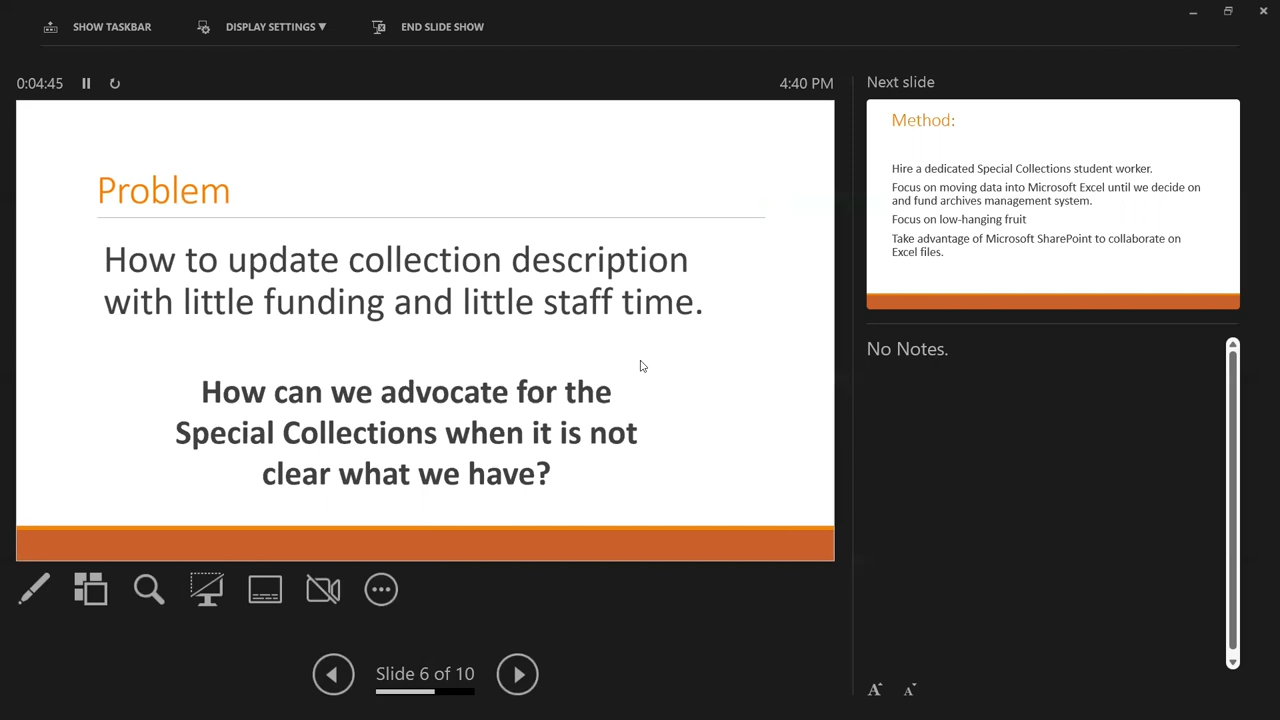 SHOW TASKBAR
DISPLAY SETTINGS ▼
END SLIDE SHOW
0:04:45
4:40 PM
Problem
How to update collection description
with little funding and little staff time.
How can we advocate for the
Special Collections when it is not
clear what we have?
Slide 6 of 10
Next slide
Method:
Hire a dedicated Special Collections student worker.
Focus on moving data into Microsoft Excel until we decide on
and fund archives management system.
Focus on low-hanging fruit
Take advantage of Microsoft SharePoint to collaborate on
Excel files.
No Notes.
A A